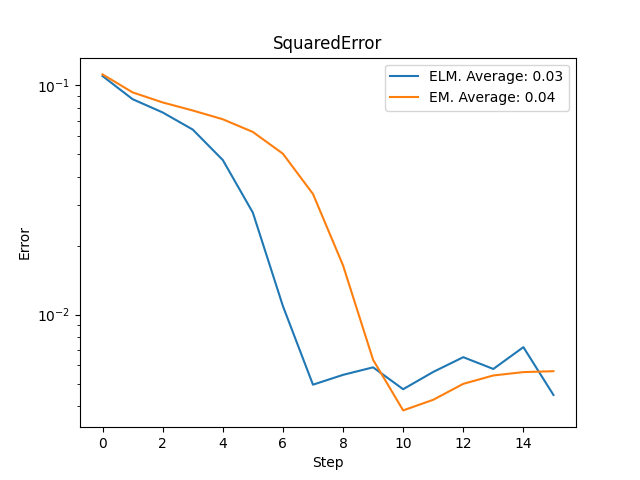 SquaredError
ELM. Average: 0.03
EM. Average: 0.04
10⁻¹
10⁻²
Error
0 2 4 6 8 10 12 14
Step